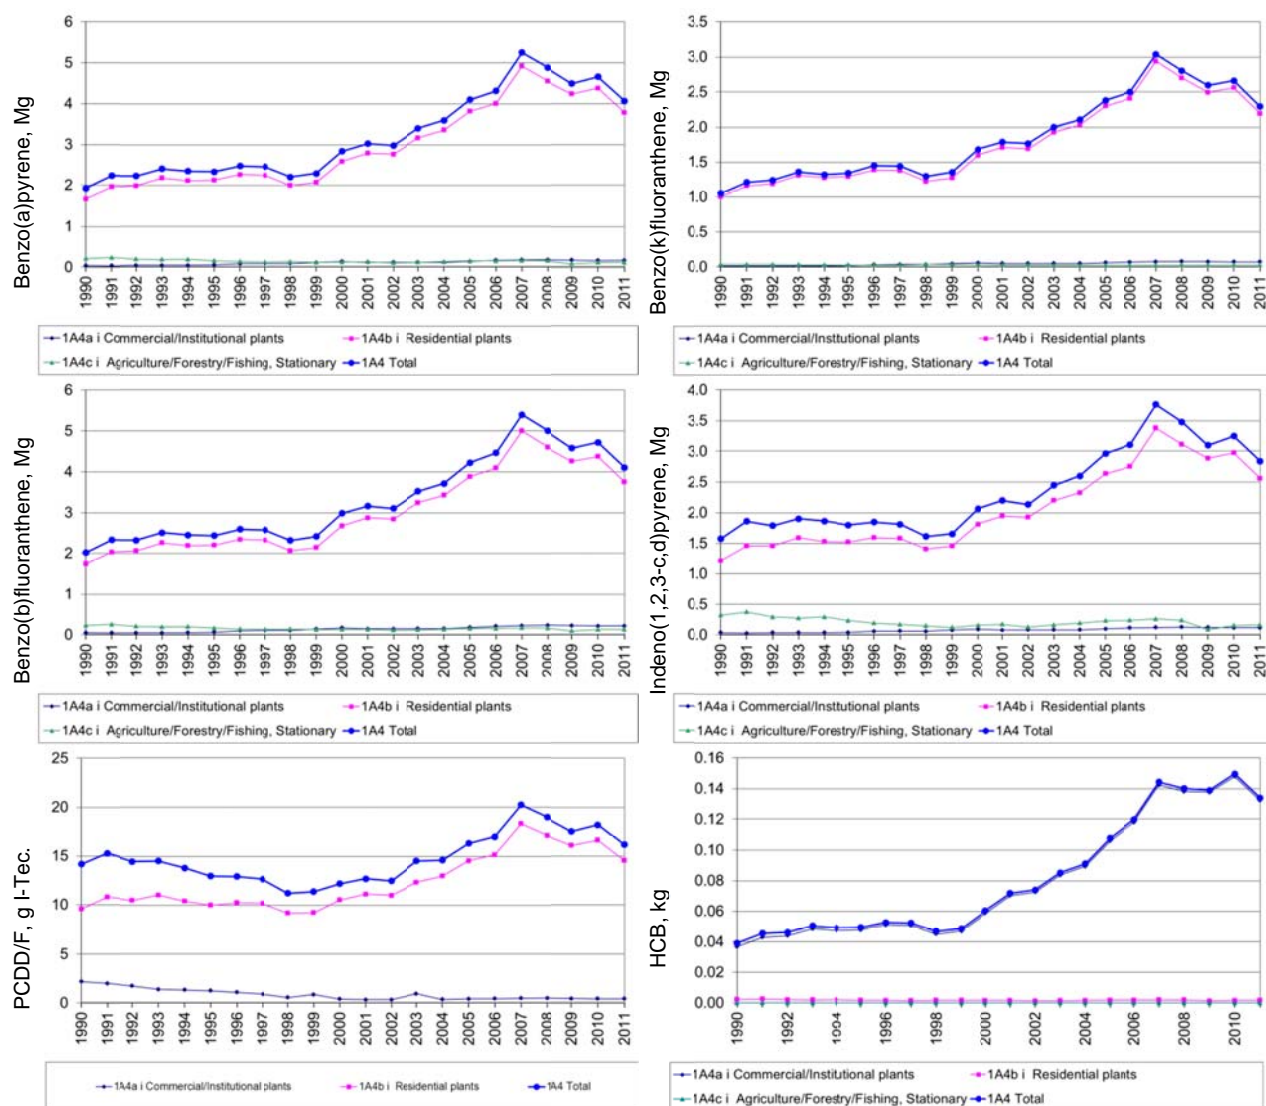 Benzo(a)pyrene, Mg
6
5
4
3
2
1
0
1990 1991 1992 1993 1994 1995 1996 1997 1998 1999 2000 2001 2002 2003 2004 2005 2006 2007 2008 2009 2010 2011
1A4a i Commercial/Institutional plants 1A4b i Residential plants
1A4c i Agriculture/Forestry/Fishing, Stationary 1A4 Total
Benzo(k)fluoranthene, Mg
3.5
3.0
2.5
2.0
1.5
1.0
0.5
0.0
1990 1991 1992 1993 1994 1995 1996 1997 1998 1999 2000 2001 2002 2003 2004 2005 2006 2007 2008 2009 2010 2011
1A4a i Commercial/Insttutional plants 1A4b i Residential plants
1A4c i Agriculture/Forestry/Fishing, Stationary 1A4 Total
Benzo(b)fluoranthene, Mg
6
5
4
3
2
1
0
1990 1991 1992 1993 1994 1995 1996 1997 1998 1999 2000 2001 2002 2003 2004 2005 2006 2007 2008 2009 2010 2011
1A4a i Commercial/Institutional plants 1A4b i Residential plants
1A4c i Agriculture/Forestry/Fishing, Stationary 1A4 Total
Indeno(1,2,3-c,d)pyrene, Mg
4.0
3.5
3.0
2.5
2.0
1.5
1.0
0.5
0.0
1990 1991 1992 1993 1994 1995 1996 1997 1998 1999 2000 2001 2002 2003 2004 2005 2006 2007 2008 2009 2010 2011
1A4a i Commercial/Insttutional plants 1A4b i Residential plants
1A4c i Agriculture/Forestry/Fishing, Stationary 1A4 Total
PCDD/F, g I-Tec.
25
20
15
10
5
0
1990 1991 1992 1993 1994 1995 1996 1997 1998 1999 2000 2001 2002 2003 2004 2005 2006 2007 2008 2009 2010 2011
1A4a i Commercial/Institutional plants 1A4b i Residential plants 1A4 Total
HCB, kg
0.16
0.14
0.12
0.10
0.08
0.06
0.04
0.02
0.00
1990 1992 1994 1996 1998 2000 2002 2004 2006 2008 2010
1A4a i Commercial/Institutional plants 1A4b i Residential plants
1A4c i Agriculture/Forestry/Fishing, Stationary 1A4 Total